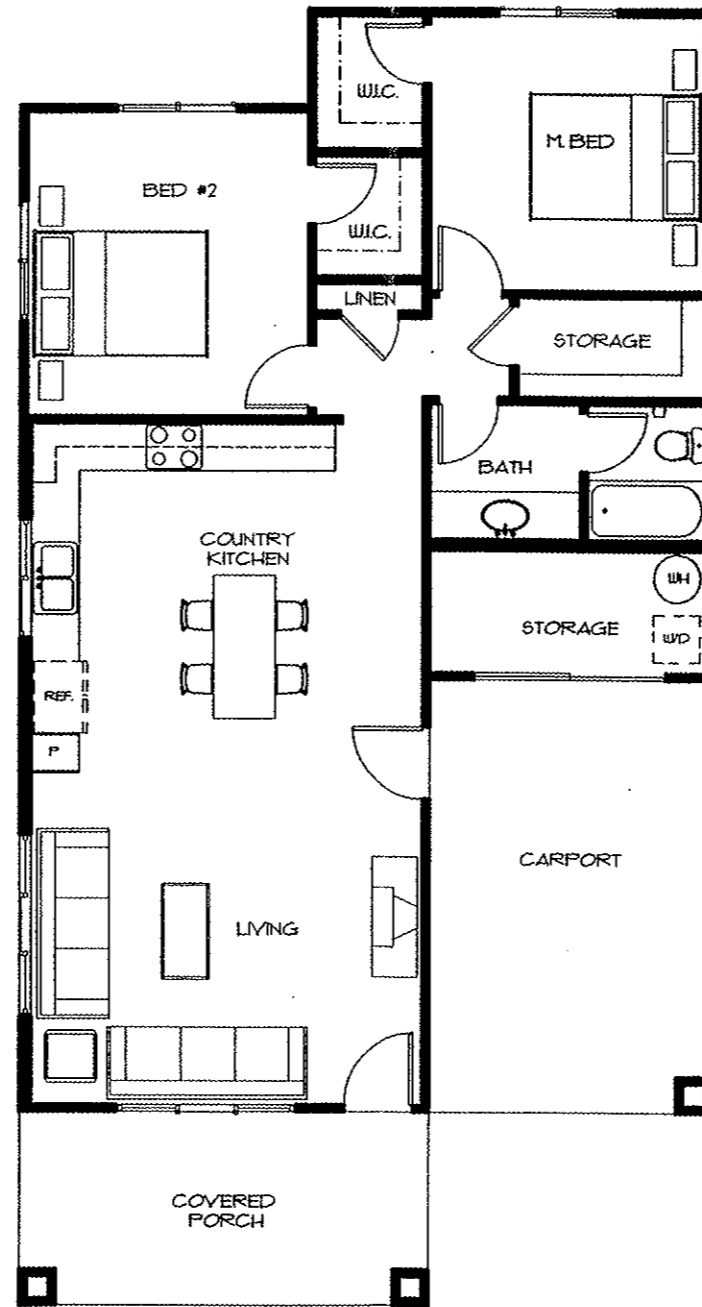 W.I.C.
M. BED
BED #2
W.I.C.
LINEN
STORAGE
BATH
COUNTRY
KITCHEN
WH
STORAGE
W/D
REF.
P
CARPORT
LIVING
COVERED
PORCH